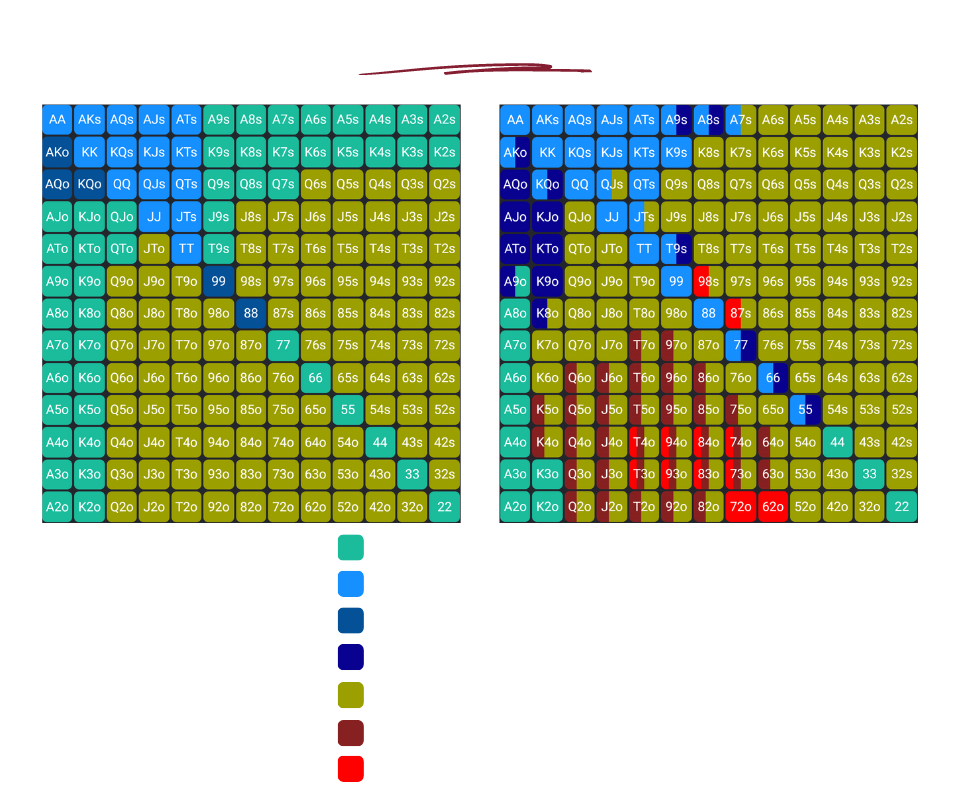 AA AKs AQs AJs ATs A9s A8s A7s A6s A5s A4s A3s A2s
AKo KK KQs KJs KTs K9s K8s K7s K6s K5s K4s K3s K2s
AQo KQo QQ QJs QTs Q9s Q8s Q7s Q6s Q5s Q4s Q3s Q2s
AJo KJo QJo JJ JTs J9s J8s J7s J6s J5s J4s J3s J2s
ATo KTo QTo JTo TT T9s T8s T7s T6s T5s T4s T3s T2s
A9o K9o Q9o J9o T9o 99 98s 97s 96s 95s 94s 93s 92s
A8o K8o Q8o J8o T8o 98o 88 87s 86s 85s 84s 83s 82s
A7o K7o Q7o J7o T7o 97o 87o 77 76s 75s 74s 73s 72s
A6o K6o Q6o J6o T6o 96o 86o 76o 66 65s 64s 63s 62s
A5o K5o Q5o J5o T5o 95o 85o 75o 65o 55 54s 53s 52s
A4o K4o Q4o J4o T4o 94o 84o 74o 64o 54o 44 43s 42s
A3o K3o Q3o J3o T3o 93o 83o 73o 63o 53o 43o 33 32s
A2o K2o Q2o J2o T2o 92o 82o 72o 62o 52o 42o 32o 22
AA AKs AQs AJs ATs A9s A8s A7s A6s A5s A4s A3s A2s
AKo KK KQs KJs KTs K9s K8s K7s K6s K5s K4s K3s K2s
AQo KQo QQ QJs QTs Q9s Q8s Q7s Q6s Q5s Q4s Q3s Q2s
AJo KJo QJo JJ JTs J9s J8s J7s J6s J5s J4s J3s J2s
ATo KTo QTo JTo TT T9s T8s T7s T6s T5s T4s T3s T2s
A9o K9o Q9o J9o T9o 99 98s 97s 96s 95s 94s 93s 92s
A8o K8o Q8o J8o T8o 98o 88 87s 86s 85s 84s 83s 82s
A7o K7o Q7o J7o T7o 97o 87o 77 76s 75s 74s 73s 72s
A6o K6o Q6o J6o T6o 96o 86o 76o 66 65s 64s 63s 62s
A5o K5o Q5o J5o T5o 95o 85o 75o 65o 55 54s 53s 52s
A4o K4o Q4o J4o T4o 94o 84o 74o 64o 54o 44 43s 42s
A3o K3o Q3o J3o T3o 93o 83o 73o 63o 53o 43o 33 32s
A2o K2o Q2o J2o T2o 92o 82o 72o 62o 52o 42o 32o 22